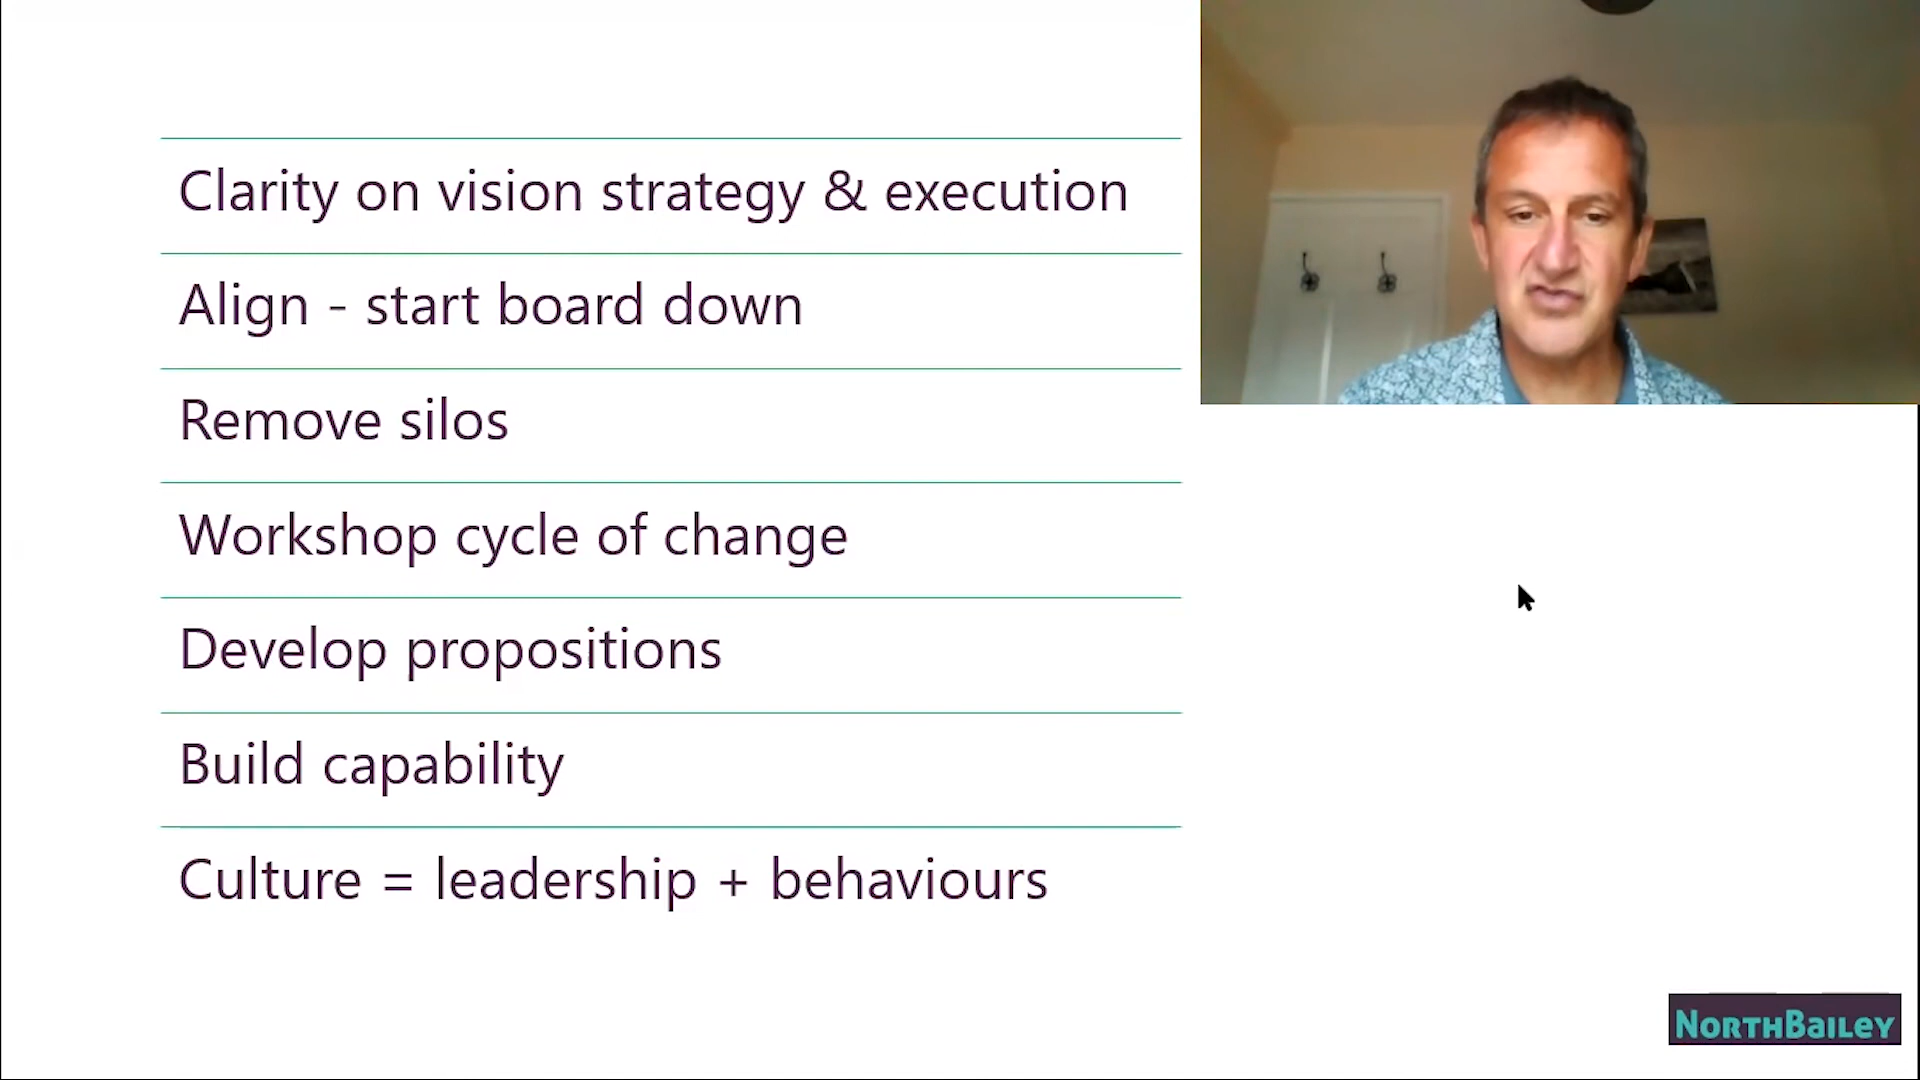 Clarity on vision strategy & execution
Align - start board down
Remove silos
Workshop cycle of change
Develop propositions
Build capability
Culture = leadership + behaviours
NORTHBAILEY